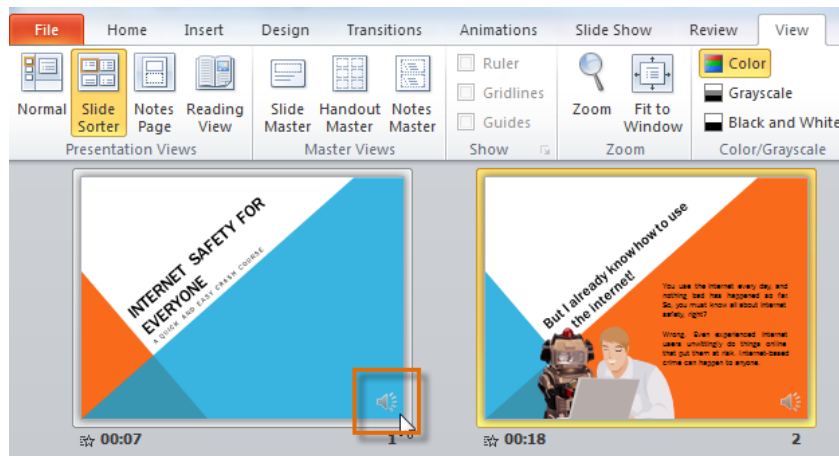 File Home Insert Design Transitions Animations Slide Show Review View
Normal Slide Sorter Notes Page Reading View Slide Master Handout Master Notes Master Ruler Gridlines Guides Zoom Fit to Window Color Grayscale Black and White
Presentation Views Master Views Show Zoom Color/Grayscale
INTERNET SAFETY FOR
EVERYONE
A QUICK AND EASY CRASH COURSE
00:07 1
But I already know how to use
the internet!
You use the internet every day, and
nothing bad has happened so far.
So, you must know all about internet
safety, right?
Wrong. Even experienced internet
users unwittingly do things online
that put them at risk. Internet-based
crime can happen to anyone.
00:18 2